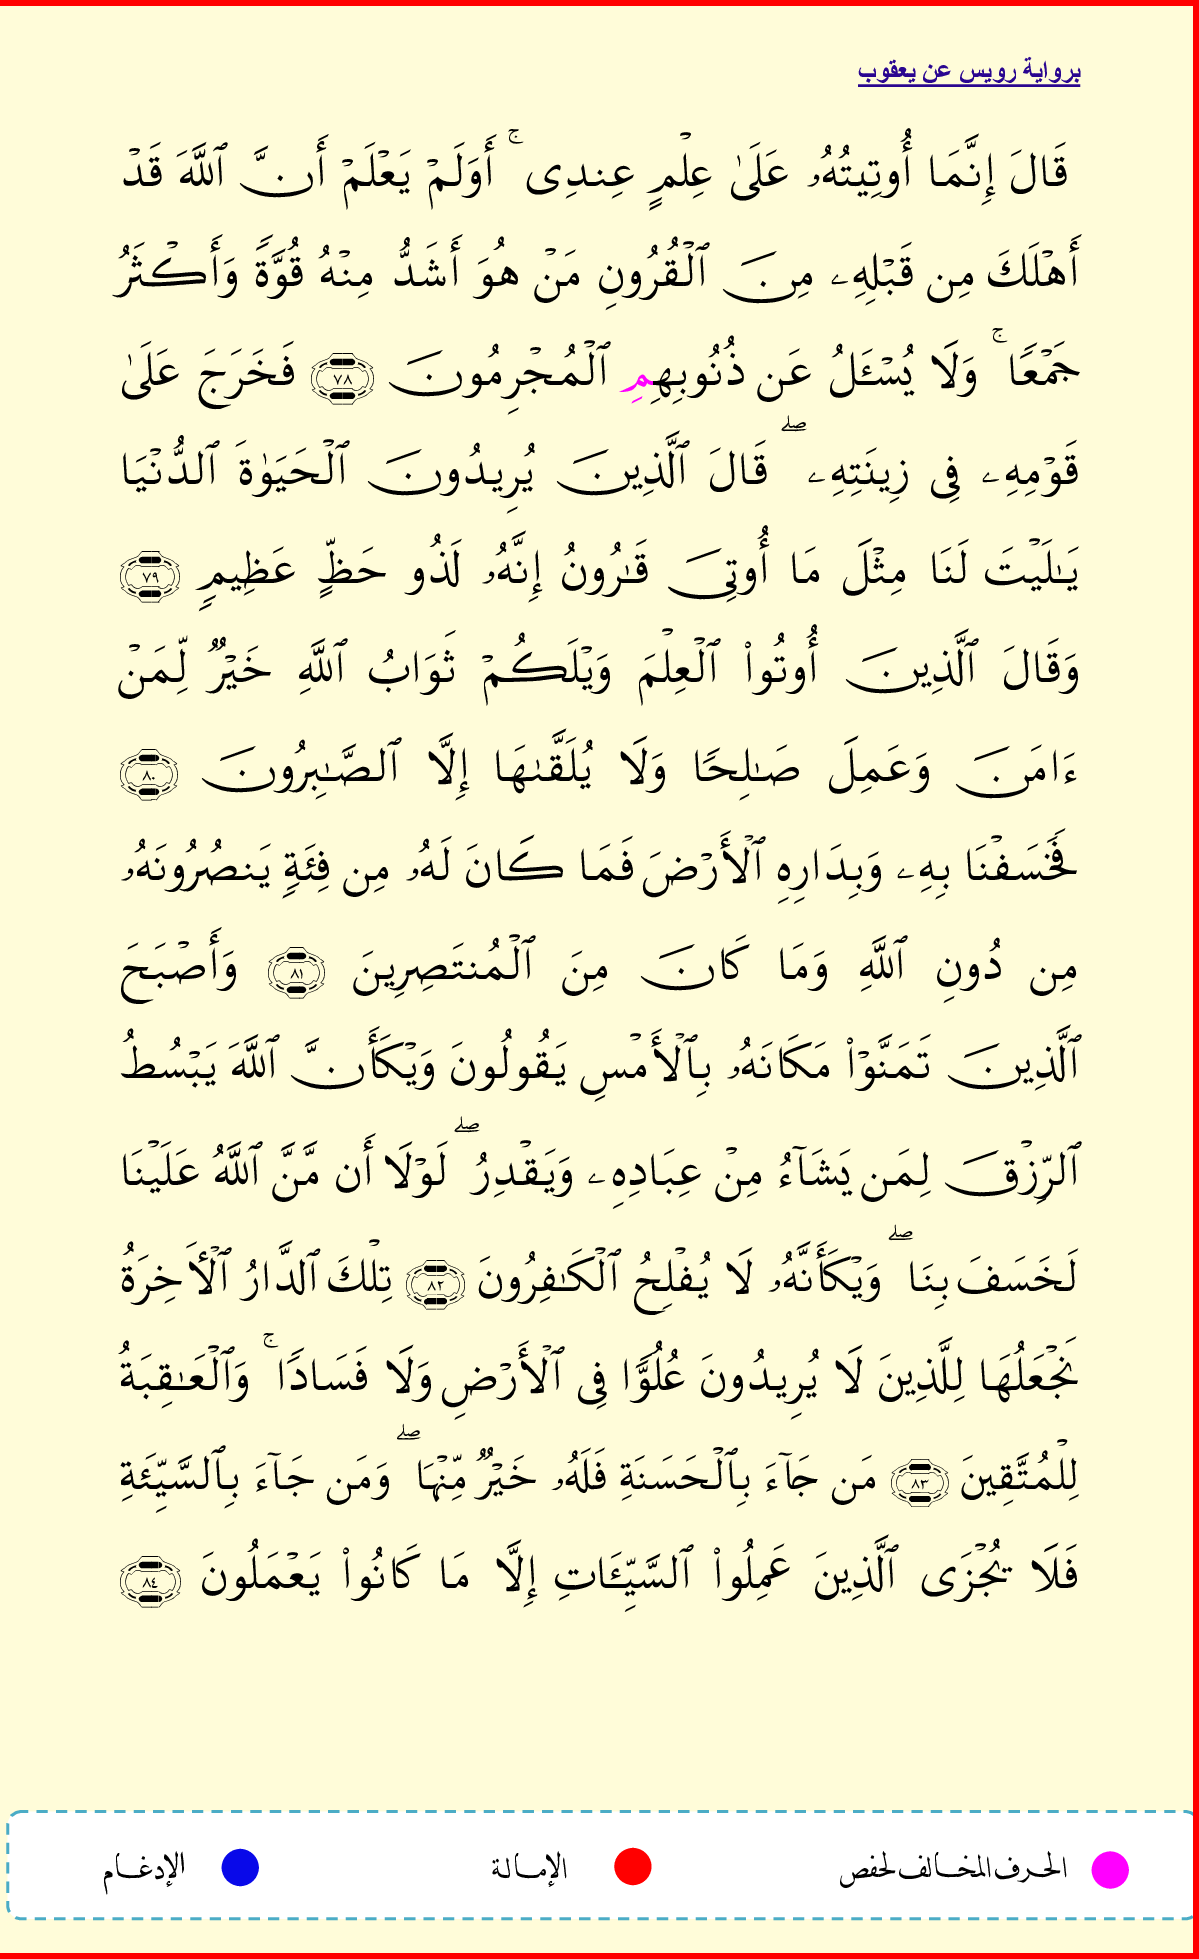 برواية رويس عن يعقوب
قَالَ إِنَّمَا أُوتِيتُهُۥ عَلَىٰ عِلْمٍ عِندِى ۚ أَوَلَمْ يَعْلَمْ أَنَّ ٱللَّهَ قَدْ
أَهْلَكَ مِن قَبْلِهِۦ مِنَ ٱلْقُرُونِ مَنْ هُوَ أَشَدُّ مِنْهُ قُوَّةً وَأَكْثَرُ
جَمْعًا ۚ وَلَا يُسْـَٔلُ عَن ذُنُوبِهِمِ ٱلْمُجْرِمُونَ ٧٨ فَخَرَجَ عَلَىٰ
قَوْمِهِۦ فِى زِينَتِهِۦ ۖ قَالَ ٱلَّذِينَ يُرِيدُونَ ٱلْحَيَوٰةَ ٱلدُّنْيَا
يَـٰلَيْتَ لَنَا مِثْلَ مَا أُوتِىَ قَـٰرُونُ إِنَّهُۥ لَذُو حَظٍّ عَظِيمٍ ٧٩
وَقَالَ ٱلَّذِينَ أُوتُوا۟ ٱلْعِلْمَ وَيْلَكُمْ ثَوَابُ ٱللَّهِ خَيْرٌ لِّمَنْ
ءَامَنَ وَعَمِلَ صَـٰلِحًا وَلَا يُلَقَّىٰهَا إِلَّا ٱلصَّـٰبِرُونَ ٨٠
فَخَسَفْنَا بِهِۦ وَبِدَارِهِ ٱلْأَرْضَ فَمَا كَانَ لَهُۥ مِن فِئَةٍ يَنصُرُونَهُۥ
مِن دُونِ ٱللَّهِ وَمَا كَانَ مِنَ ٱلْمُنتَصِرِينَ ٨١ وَأَصْبَحَ
ٱلَّذِينَ تَمَنَّوْا۟ مَكَانَهُۥ بِٱلْأَمْسِ يَقُولُونَ وَيْكَأَنَّ ٱللَّهَ يَبْسُطُ
ٱلرِّزْقَ لِمَن يَشَآءُ مِنْ عِبَادِهِۦ وَيَقْدِرُ ۖ لَوْلَا أَن مَّنَّ ٱللَّهُ عَلَيْنَا
لَخَسَفَ بِنَا ۖ وَيْكَأَنَّهُۥ لَا يُفْلِحُ ٱلْكَـٰفِرُونَ ٨٢ تِلْكَ ٱلدَّارُ ٱلْـَٔاخِرَةُ
نَجْعَلُهَا لِلَّذِينَ لَا يُرِيدُونَ عُلُوًّا فِى ٱلْأَرْضِ وَلَا فَسَادًا ۚ وَٱلْعَـٰقِبَةُ
لِلْمُتَّقِينَ ٨٣ مَن جَآءَ بِٱلْحَسَنَةِ فَلَهُۥ خَيْرٌ مِّنْهَا ۖ وَمَن جَآءَ بِٱلسَّيِّئَةِ
فَلَا يُجْزَى ٱلَّذِينَ عَمِلُوا۟ ٱلسَّيِّـَٔاتِ إِلَّا مَا كَانُوا۟ يَعْمَلُونَ ٨٤
الحرف المخالف لحفص الإمالة الإدغام